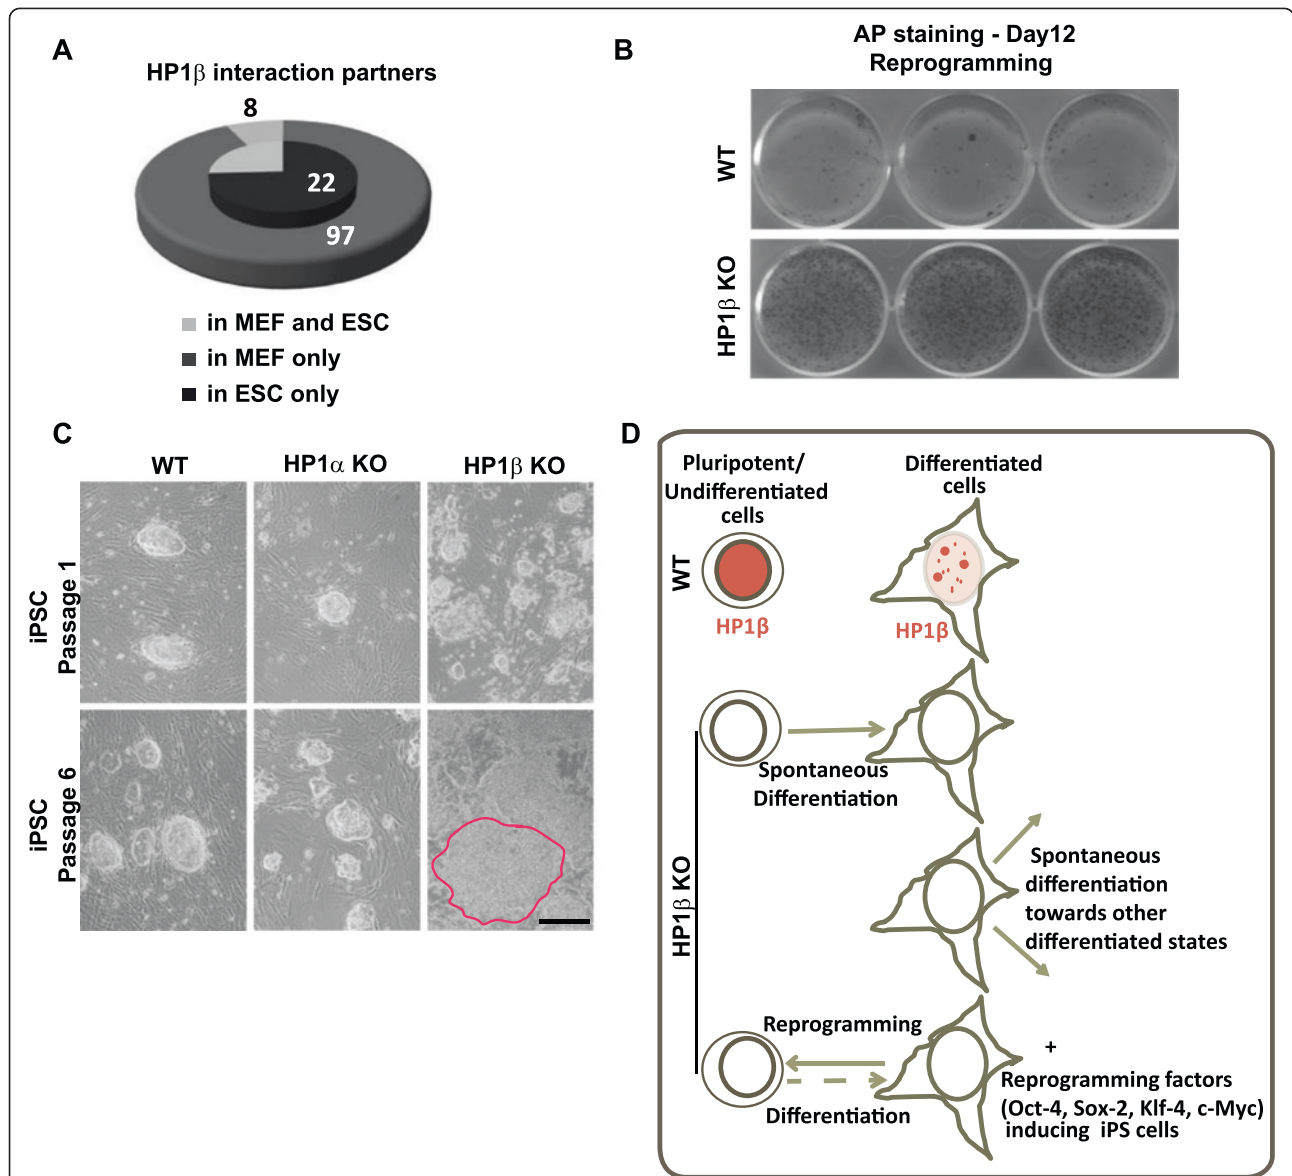 A
HP1β interaction partners
8
22
97
in MEF and ESC
in MEF only
in ESC only
B
AP staining - Day12
Reprogramming
WT
HP1β KO
C
WT
HP1α KO
HP1β KO
iPSC
Passage 1
iPSC
Passage 6
D
Pluripotent/
Undifferentiated
cells
Differentiated
cells
WT
HP1β
HP1β
HP1β KO
Spontaneous
Differentiation
Spontaneous
differentiation
towards other
differentiated states
Reprogramming
Differentiation
+
Reprogramming factors
(Oct-4, Sox-2, Klf-4, c-Myc)
inducing iPS cells